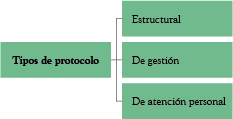 Tipos de protocolo
Estructural
De gestión
De atención personal